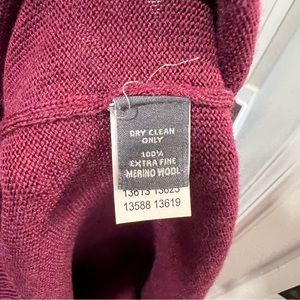 DRY CLEAN
ONLY
100%
EXTRA FINE
MERINO WOOL
13613 13623
13588 13619